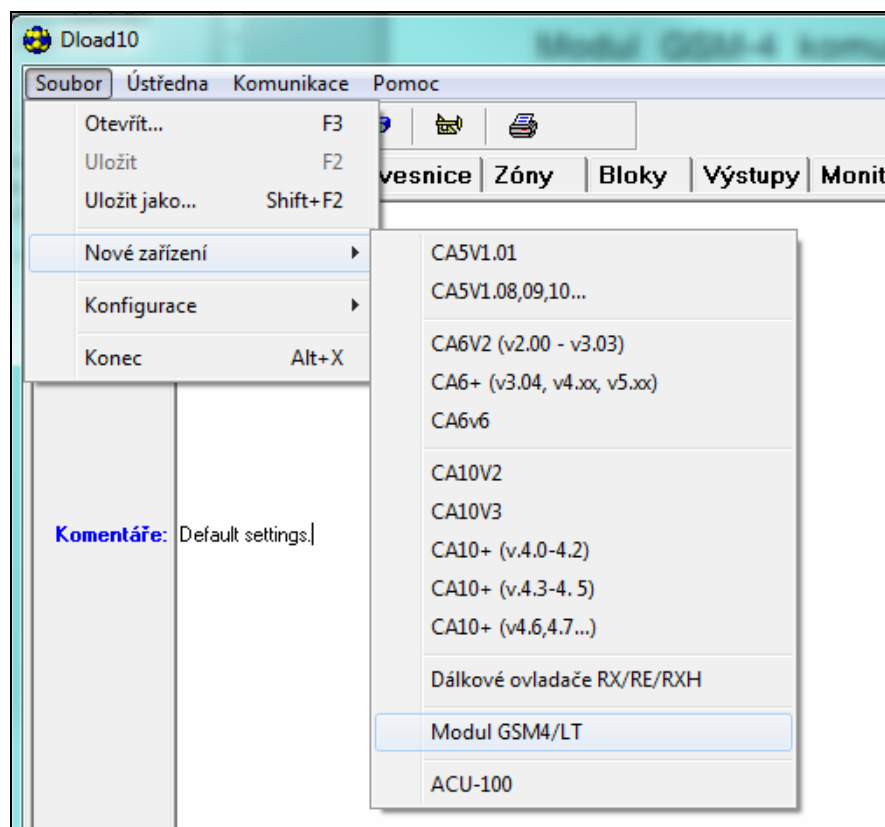 Dload10
Modul GSM-4
Soubor Ústředna Komunikace Pomoc
Otevřít... F3
Uložit F2
Uložit jako... Shift+F2
Nové zařízení
Konfigurace
Konec Alt+X
vesnice Zóny Bloky Výstupy Monit
CA5V1.01
CA5V1.08,09,10...
CA6V2 (v2.00 - v3.03)
CA6+ (v3.04, v4.xx, v5.xx)
CA6v6
CA10V2
CA10V3
CA10+ (v.4.0-4.2)
CA10+ (v.4.3-4. 5)
CA10+ (v4.6,4.7...)
Dálkové ovladače RX/RE/RXH
Modul GSM4/LT
ACU-100
Komentáře: Default settings.